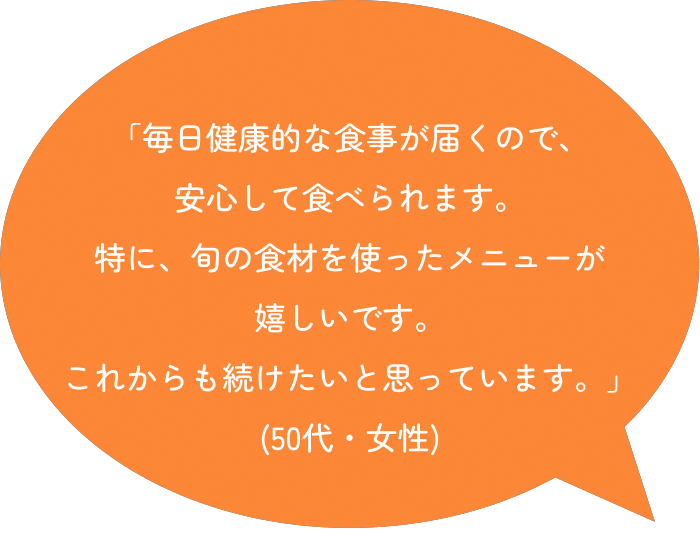 「毎日健康的な食事が届くので、
安心して食べられます。
特に、旬の食材を使ったメニューが
嬉しいです。
これからも続けたいと思っています。」
(50代・女性)